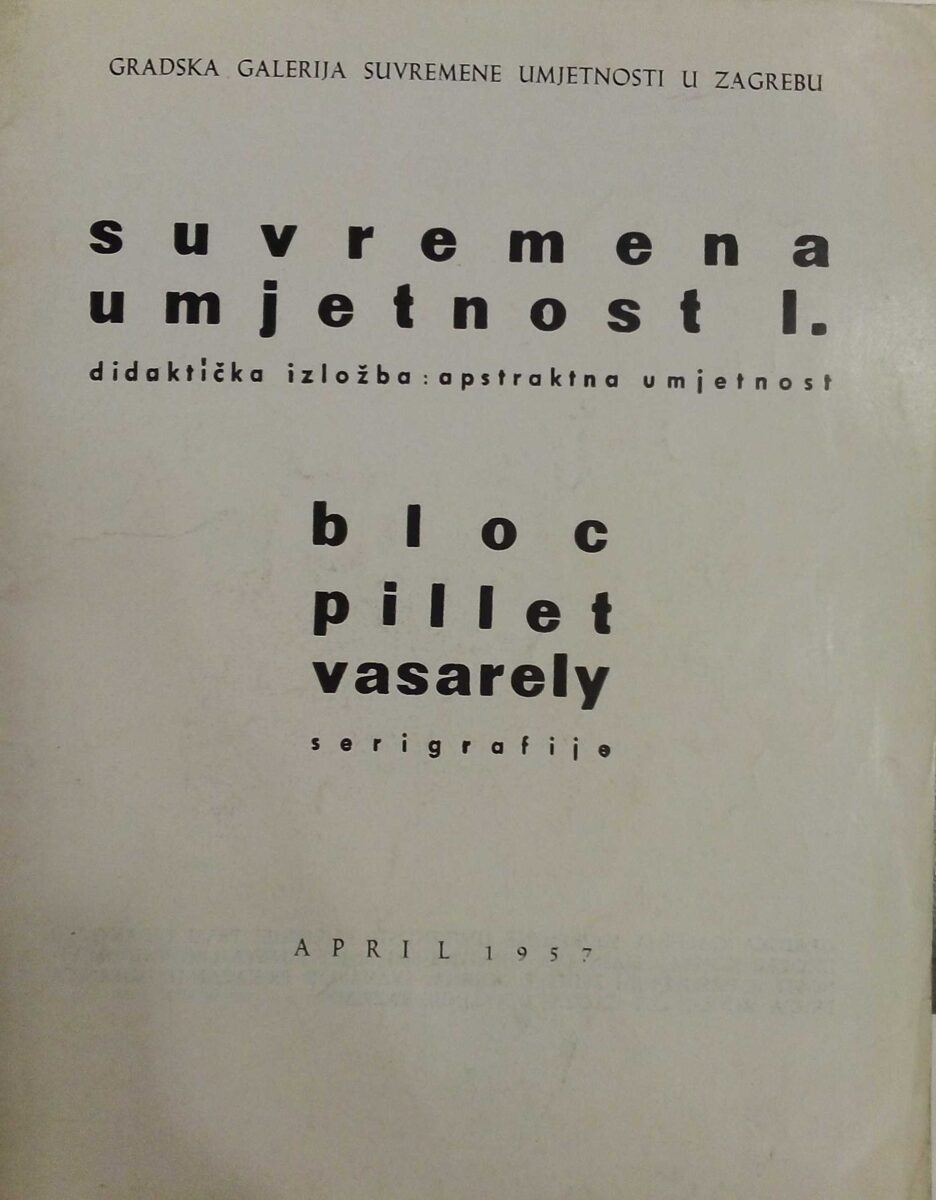 GRADSKA GALERIJA SUVREMENE UMJETNOSTI U ZAGREBU
suvremena
umjetnost I.
didaktička izložba: apstraktna umjetnost
bloc
pillet
vasarely
serigrafije
APRIL 1957